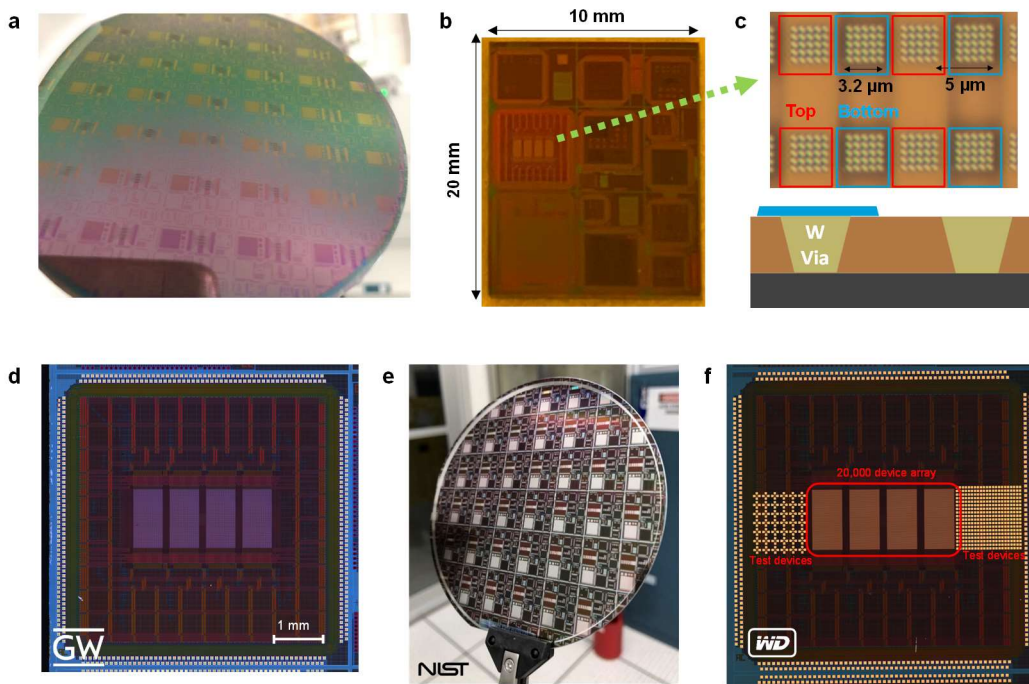 a
b
c
10 mm
20 mm
3.2 µm
5 µm
Top
Bottom
W
Via
d
e
f
GW
1 mm
NIST
20,000 device array
Test devices
Test devices
WD